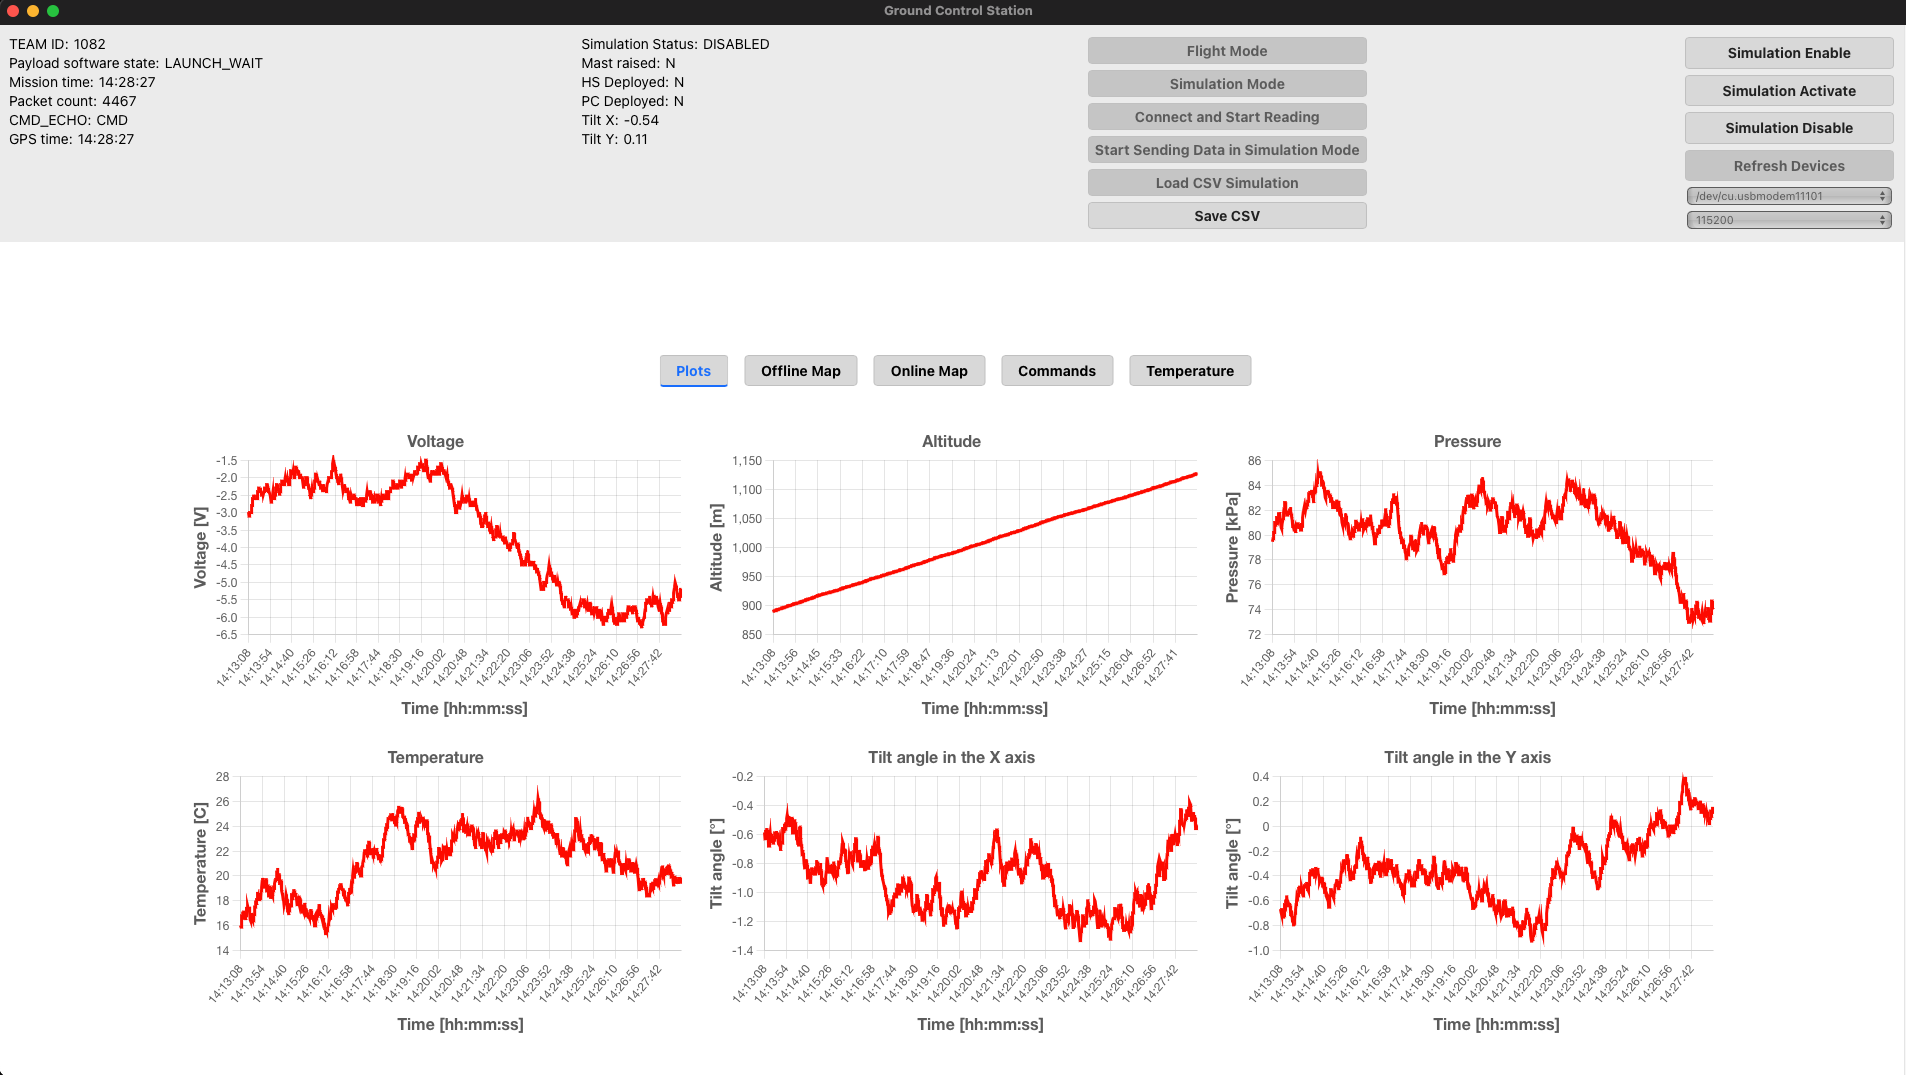 Ground Control Station
TEAM ID: 1082
Payload software state: LAUNCH_WAIT
Mission time: 14:28:27
Packet count: 4467
CMD_ECHO: CMD
GPS time: 14:28:27
Simulation Status: DISABLED
Mast raised: N
HS Deployed: N
PC Deployed: N
Tilt X: -0.54
Tilt Y: 0.11
Flight Mode
Simulation Mode
Connect and Start Reading
Start Sending Data in Simulation Mode
Load CSV Simulation
Save CSV
Simulation Enable
Simulation Activate
Simulation Disable
Refresh Devices
/dev/cu.usbmodem11101
115200
Plots Offline Map Online Map Commands Temperature
Voltage
Voltage [V]
-1.5
-2.0
-2.5
-3.0
-3.5
-4.0
-4.5
-5.0
-5.5
-6.0
-6.5
14:13:08 14:13:54 14:14:40 14:15:26 14:16:12 14:16:58 14:17:44 14:18:30 14:19:16 14:20:02 14:20:48 14:21:34 14:22:20 14:23:06 14:23:52 14:24:38 14:25:24 14:26:10 14:26:56 14:27:42
Time [hh:mm:ss]
Altitude
Altitude [m]
1,150
1,100
1,050
1,000
950
900
850
14:13:08 14:13:56 14:14:45 14:15:33 14:16:22 14:17:10 14:17:59 14:18:47 14:19:36 14:20:24 14:21:13 14:22:01 14:22:50 14:23:38 14:24:27 14:25:15 14:26:04 14:26:52 14:27:41
Time [hh:mm:ss]
Pressure
Pressure [kPa]
86
84
82
80
78
76
74
72
14:13:08 14:13:54 14:14:40 14:15:26 14:16:12 14:16:58 14:17:44 14:18:30 14:19:16 14:20:02 14:20:48 14:21:34 14:22:20 14:23:06 14:23:52 14:24:38 14:25:24 14:26:10 14:26:56 14:27:42
Time [hh:mm:ss]
Temperature
Temperature [C]
28
26
24
22
20
18
16
14
14:13:08 14:13:54 14:14:40 14:15:26 14:16:12 14:16:58 14:17:44 14:18:30 14:19:16 14:20:02 14:20:48 14:21:34 14:22:20 14:23:06 14:23:52 14:24:38 14:25:24 14:26:10 14:26:56 14:27:42
Time [hh:mm:ss]
Tilt angle in the X axis
Tilt angle [°]
-0.2
-0.4
-0.6
-0.8
-1.0
-1.2
-1.4
14:13:08 14:13:54 14:14:40 14:15:26 14:16:12 14:16:58 14:17:44 14:18:30 14:19:16 14:20:02 14:20:48 14:21:34 14:22:20 14:23:06 14:23:52 14:24:38 14:25:24 14:26:10 14:26:56 14:27:42
Time [hh:mm:ss]
Tilt angle in the Y axis
Tilt angle [°]
0.4
0.2
0
-0.2
-0.4
-0.6
-0.8
-1.0
14:13:08 14:13:54 14:14:40 14:15:26 14:16:12 14:16:58 14:17:44 14:18:30 14:19:16 14:20:02 14:20:48 14:21:34 14:22:20 14:23:06 14:23:52 14:24:38 14:25:24 14:26:10 14:26:56 14:27:42
Time [hh:mm:ss]